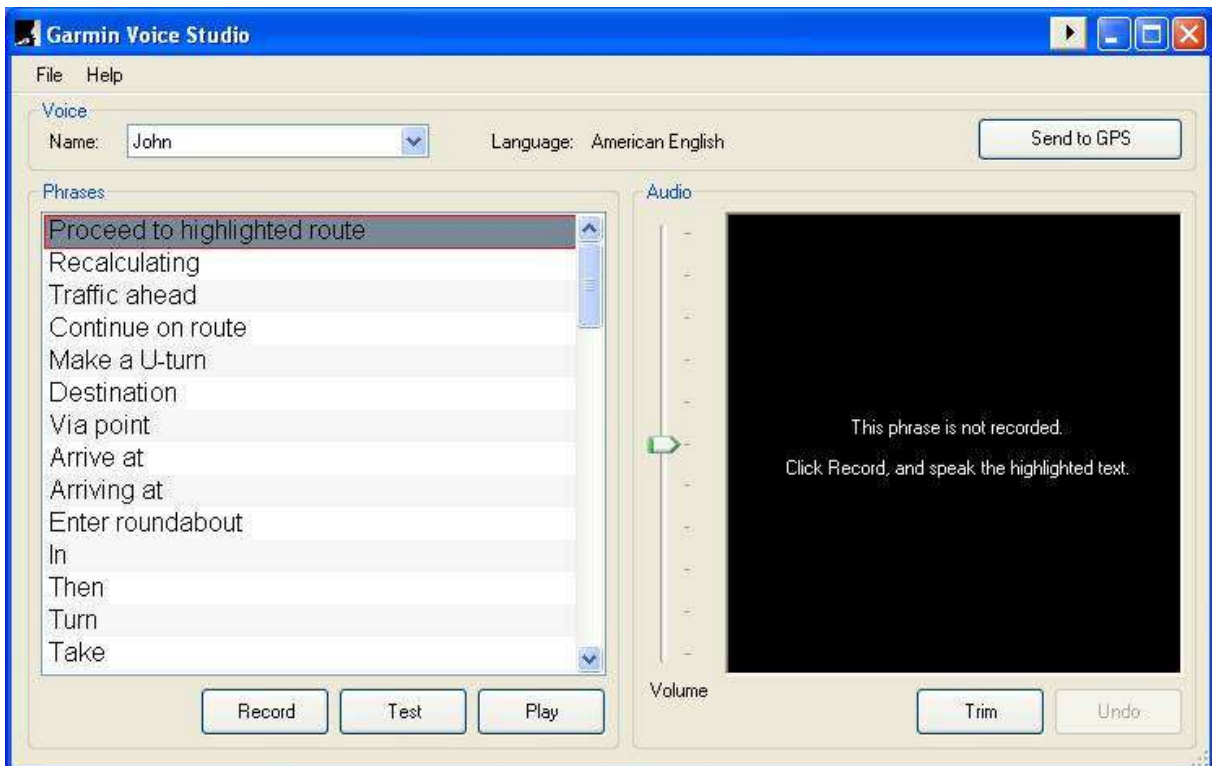 Garmin Voice Studio
File Help
Voice
Name: John Language: American English Send to GPS
Phrases
Proceed to highlighted route
Recalculating
Traffic ahead
Continue on route
Make a U-turn
Destination
Via point
Arrive at
Arriving at
Enter roundabout
In
Then
Turn
Take
Record Test Play
Audio
This phrase is not recorded.
Click Record, and speak the highlighted text.
Volume
Trim Undo